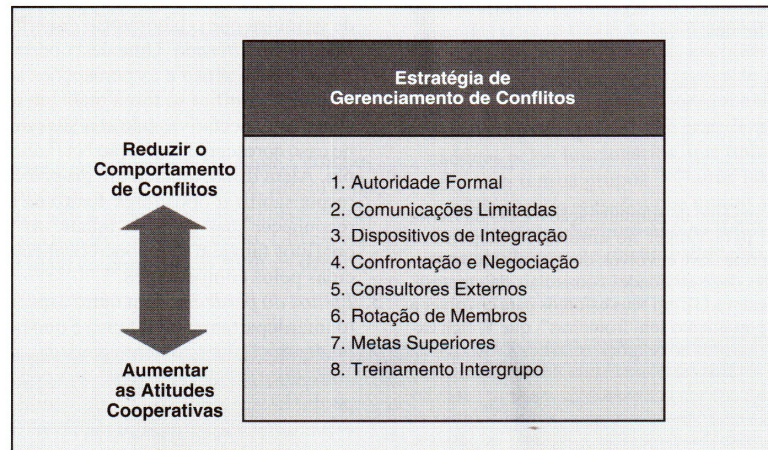 Estratégia de
Gerenciamento de Conflitos
Reduzir o
Comportamento
de Conflitos
1. Autoridade Formal
2. Comunicações Limitadas
3. Dispositivos de Integração
4. Confrontação e Negociação
5. Consultores Externos
6. Rotação de Membros
7. Metas Superiores
8. Treinamento Intergrupo
Aumentar
as Atitudes
Cooperativas